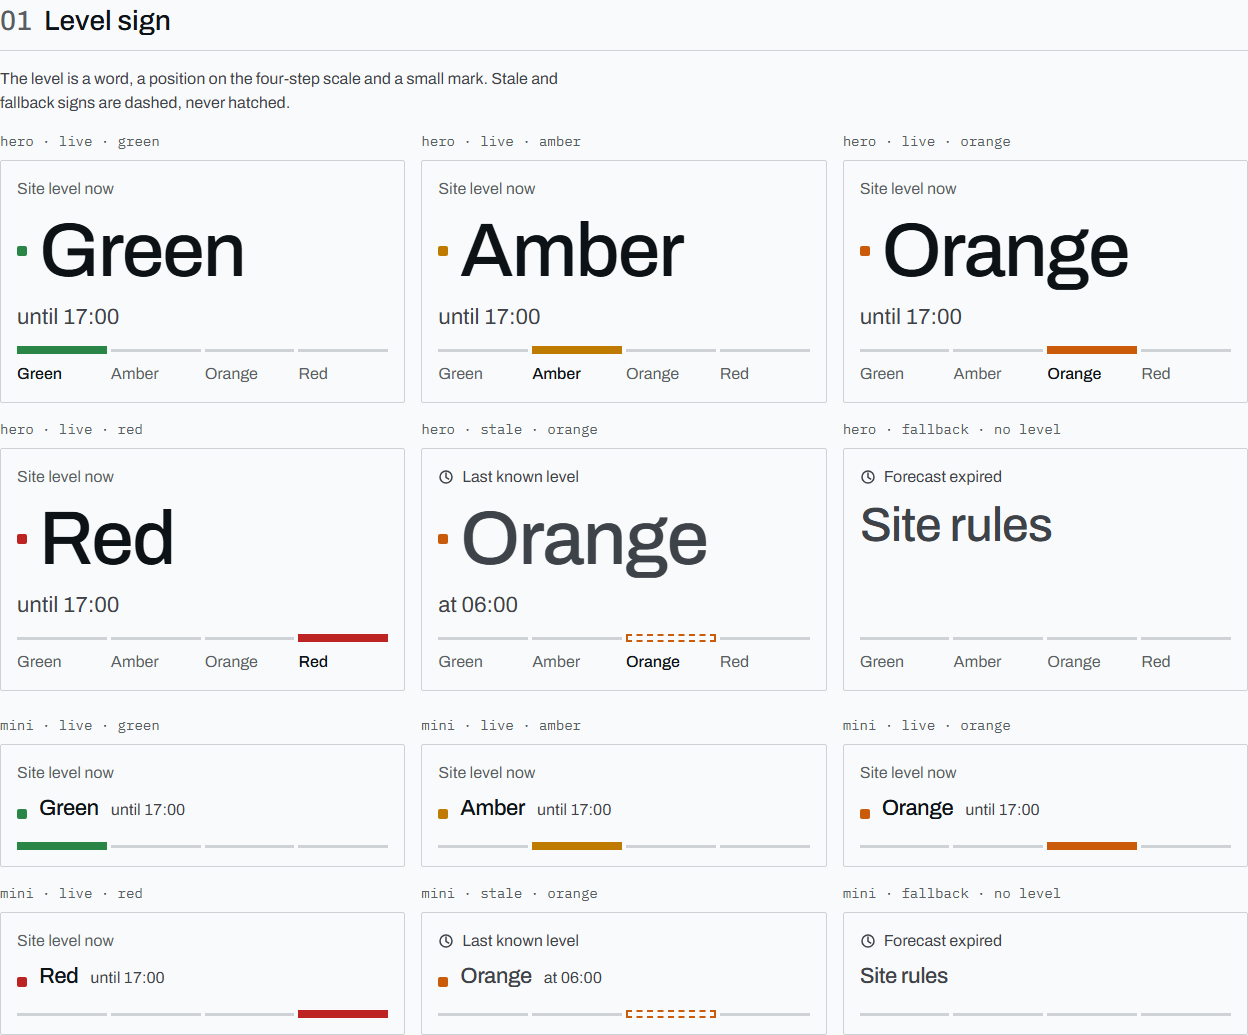 01 Level sign
The level is a word, a position on the four-step scale and a small mark. Stale and
fallback signs are dashed, never hatched.
hero · live · green
Site level now
Green
until 17:00
Green Amber Orange Red
hero · live · amber
Site level now
Amber
until 17:00
Green Amber Orange Red
hero · live · orange
Site level now
Orange
until 17:00
Green Amber Orange Red
hero · live · red
Site level now
Red
until 17:00
Green Amber Orange Red
hero · stale · orange
Last known level
Orange
at 06:00
Green Amber Orange Red
hero · fallback · no level
Forecast expired
Site rules
Green Amber Orange Red
mini · live · green
Site level now
Green until 17:00
mini · live · amber
Site level now
Amber until 17:00
mini · live · orange
Site level now
Orange until 17:00
mini · live · red
Site level now
Red until 17:00
mini · stale · orange
Last known level
Orange at 06:00
mini · fallback · no level
Forecast expired
Site rules